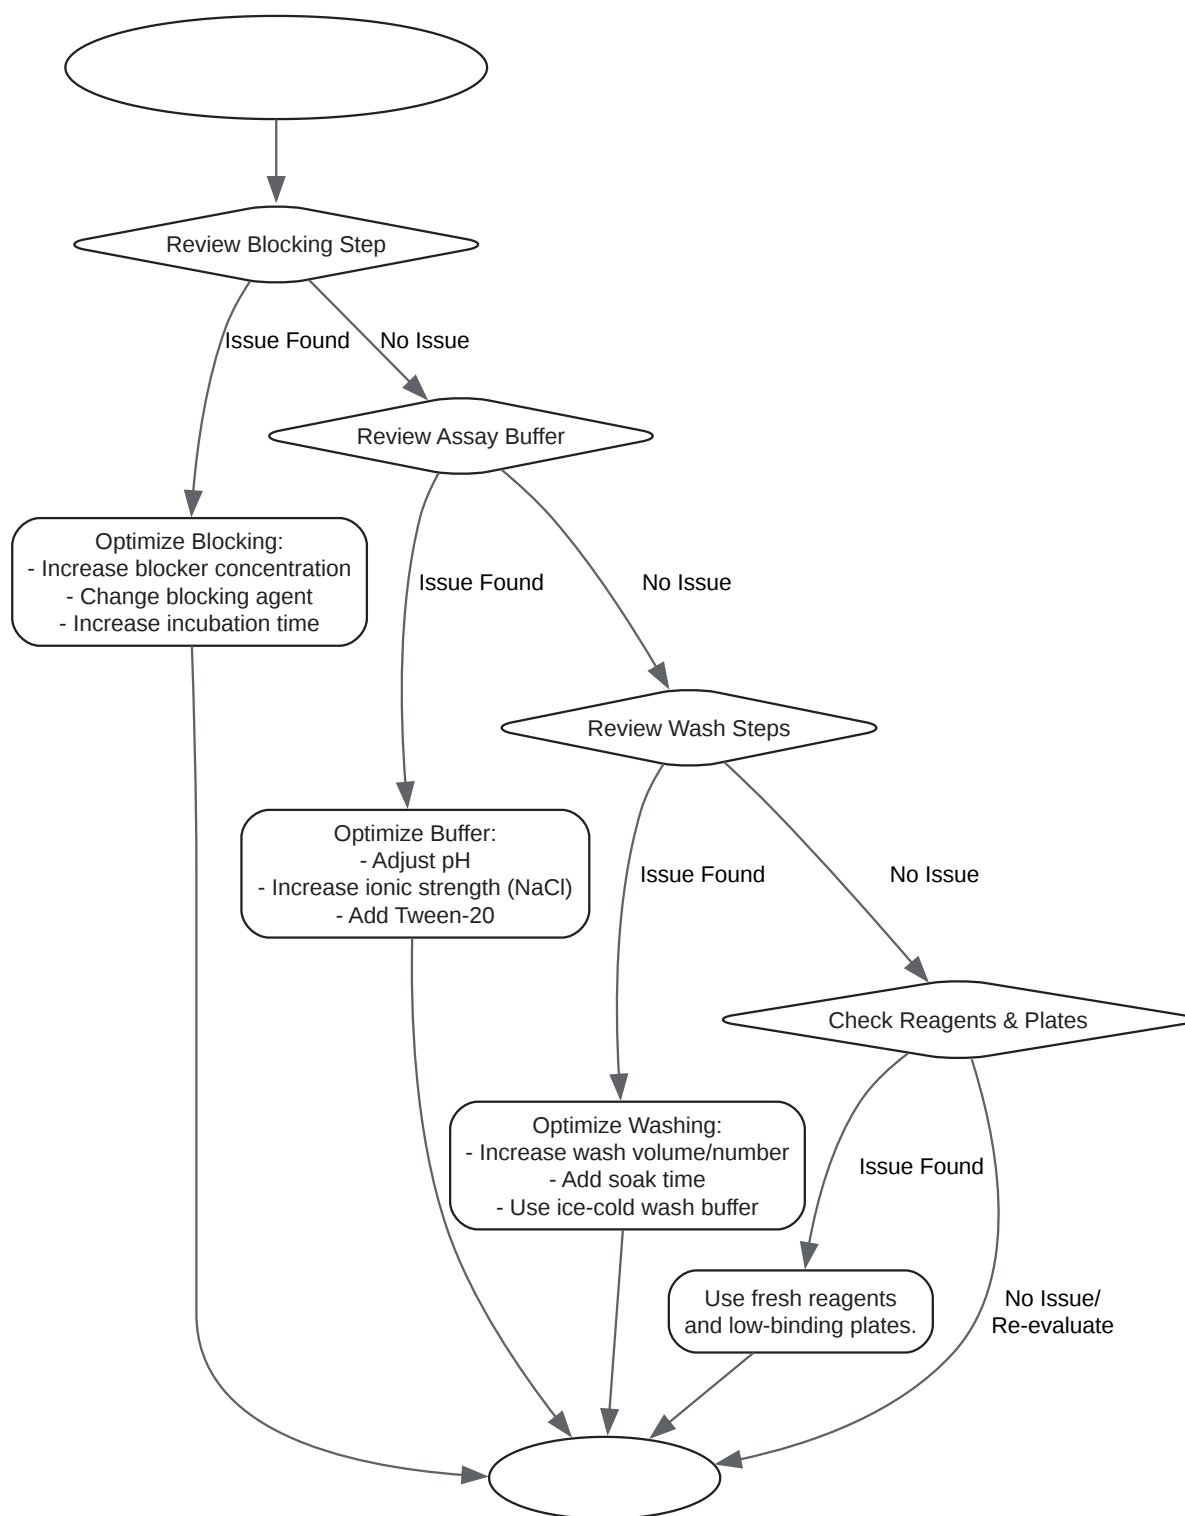 Review Blocking Step
Issue Found
No Issue
Review Assay Buffer
Optimize Blocking:
- Increase blocker concentration
- Change blocking agent
- Increase incubation time
Issue Found
No Issue
Review Wash Steps
Optimize Buffer:
- Adjust pH
- Increase ionic strength (NaCl)
- Add Tween-20
Issue Found
No Issue
Check Reagents & Plates
Optimize Washing:
- Increase wash volume/number
- Add soak time
- Use ice-cold wash buffer
Issue Found
Use fresh reagents
and low-binding plates.
No Issue/
Re-evaluate